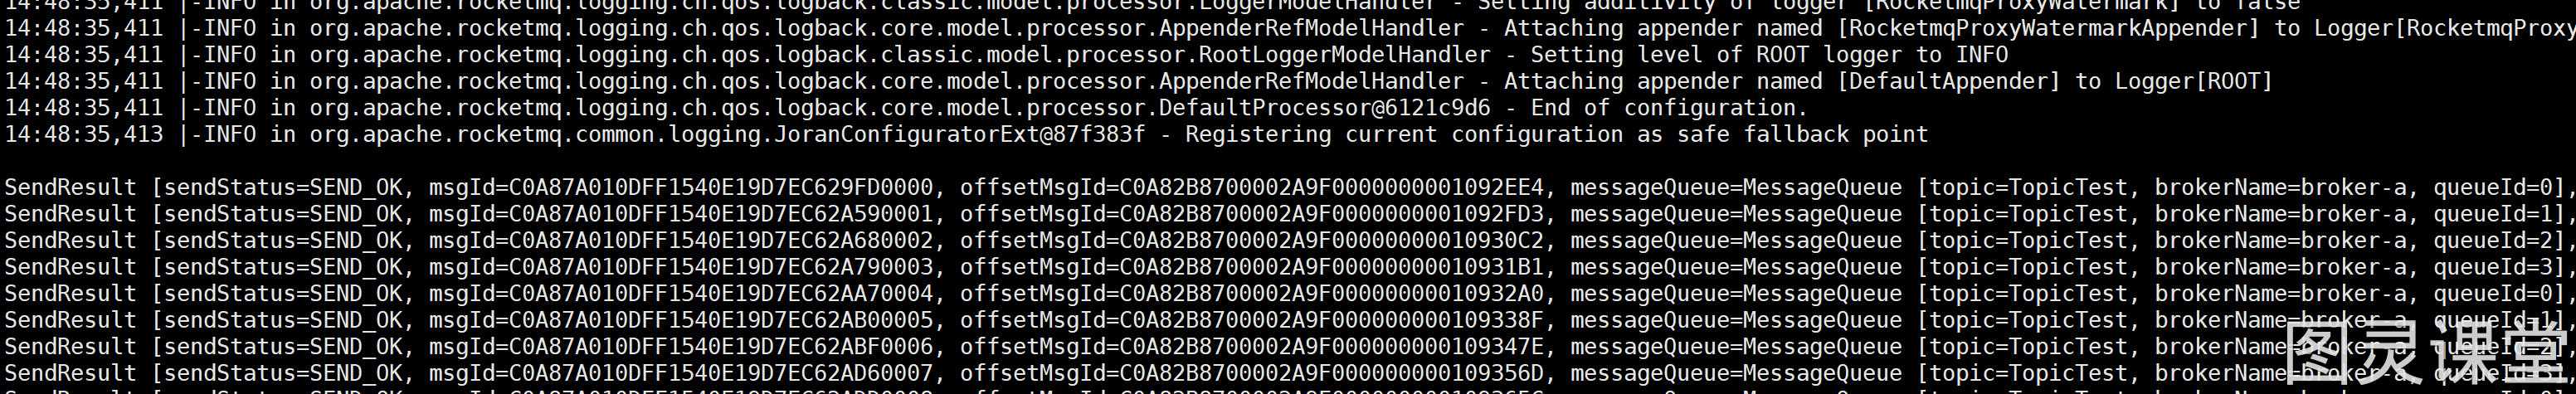 14:48:35,411 |-INFO in org.apache.rocketmq.logging.ch.qos.logback.classic.model.processor.LoggerModelHandler - Setting additivity of logger [RocketmqProxyWatermark] to false
14:48:35,411 |-INFO in org.apache.rocketmq.logging.ch.qos.logback.core.model.processor.AppenderRefModelHandler - Attaching appender named [RocketmqProxyWatermarkAppender] to Logger[RocketmqProxy
14:48:35,411 |-INFO in org.apache.rocketmq.logging.ch.qos.logback.classic.model.processor.RootLoggerModelHandler - Setting level of ROOT logger to INFO
14:48:35,411 |-INFO in org.apache.rocketmq.logging.ch.qos.logback.core.model.processor.AppenderRefModelHandler - Attaching appender named [DefaultAppender] to Logger[ROOT]
14:48:35,411 |-INFO in org.apache.rocketmq.logging.ch.qos.logback.core.model.processor.DefaultProcessor@6121c9d6 - End of configuration.
14:48:35,413 |-INFO in org.apache.rocketmq.common.logging.JoranConfiguratorExt@87f383f - Registering current configuration as safe fallback point
SendResult [sendStatus=SEND_OK, msgId=C0A87A010DFF1540E19D7EC629FD0000, offsetMsgId=C0A82B8700002A9F0000000001092EE4, messageQueue=MessageQueue [topic=TopicTest, brokerName=broker-a, queueId=0],
SendResult [sendStatus=SEND_OK, msgId=C0A87A010DFF1540E19D7EC62A590001, offsetMsgId=C0A82B8700002A9F0000000001092FD3, messageQueue=MessageQueue [topic=TopicTest, brokerName=broker-a, queueId=1],
SendResult [sendStatus=SEND_OK, msgId=C0A87A010DFF1540E19D7EC62A680002, offsetMsgId=C0A82B8700002A9F00000000010930C2, messageQueue=MessageQueue [topic=TopicTest, brokerName=broker-a, queueId=2],
SendResult [sendStatus=SEND_OK, msgId=C0A87A010DFF1540E19D7EC62A790003, offsetMsgId=C0A82B8700002A9F00000000010931B1, messageQueue=MessageQueue [topic=TopicTest, brokerName=broker-a, queueId=3],
SendResult [sendStatus=SEND_OK, msgId=C0A87A010DFF1540E19D7EC62AA70004, offsetMsgId=C0A82B8700002A9F00000000010932A0, messageQueue=MessageQueue [topic=TopicTest, brokerName=broker-a, queueId=0],
SendResult [sendStatus=SEND_OK, msgId=C0A87A010DFF1540E19D7EC62AB00005, offsetMsgId=C0A82B8700002A9F000000000109338F, messageQueue=MessageQueue [topic=TopicTest, brokerName=broker-a, queueId=1],
SendResult [sendStatus=SEND_OK, msgId=C0A87A010DFF1540E19D7EC62ABF0006, offsetMsgId=C0A82B8700002A9F000000000109347E, messageQueue=MessageQueue [topic=TopicTest, brokerName=broker-a, queueId=2],
SendResult [sendStatus=SEND_OK, msgId=C0A87A010DFF1540E19D7EC62AD60007, offsetMsgId=C0A82B8700002A9F000000000109356D, messageQueue=MessageQueue [topic=TopicTest, brokerName=broker-a, queueId=3],
图灵课堂